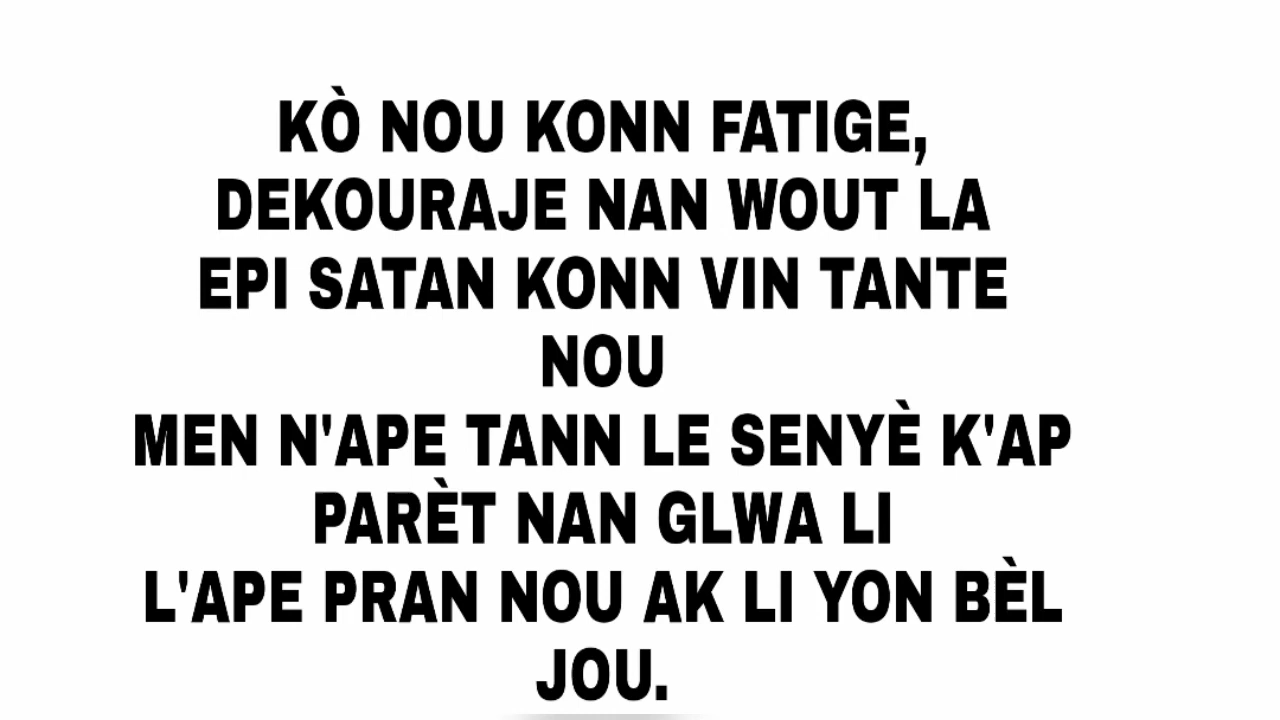 KÒ NOU KONN FATIGE,
DEKOURAJE NAN WOUT LA
EPI SATAN KONN VIN TANTE
NOU
MEN N'APE TANN LE SENYÈ K'AP
PARÈT NAN GLWA LI
L'APE PRAN NOU AK LI YON BÈL
JOU.